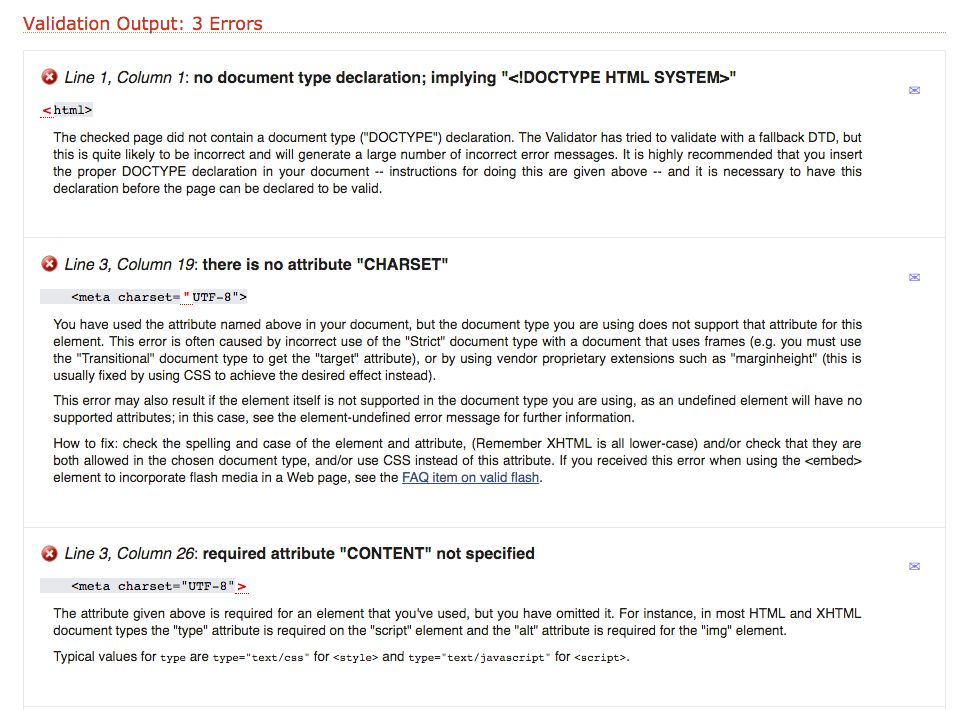 Validation Output: 3 Errors
Line 1, Column 1: no document type declaration; implying "<!DOCTYPE HTML SYSTEM>"
<html>
The checked page did not contain a document type ("DOCTYPE") declaration. The Validator has tried to validate with a fallback DTD, but
this is quite likely to be incorrect and will generate a large number of incorrect error messages. It is highly recommended that you insert
the proper DOCTYPE declaration in your document -- instructions for doing this are given above -- and it is necessary to have this
declaration before the page can be declared to be valid.
Line 3, Column 19: there is no attribute "CHARSET"
<meta charset="UTF-8">
You have used the attribute named above in your document, but the document type you are using does not support that attribute for this
element. This error is often caused by incorrect use of the "Strict" document type with a document that uses frames (e.g. you must use
the "Transitional" document type to get the "target" attribute), or by using vendor proprietary extensions such as "marginheight" (this is
usually fixed by using CSS to achieve the desired effect instead).
This error may also result if the element itself is not supported in the document type you are using, as an undefined element will have no
supported attributes; in this case, see the element-undefined error message for further information.
How to fix: check the spelling and case of the element and attribute, (Remember XHTML is all lower-case) and/or check that they are
both allowed in the chosen document type, and/or use CSS instead of this attribute. If you received this error when using the <embed>
element to incorporate flash media in a Web page, see the FAQ item on valid flash.
Line 3, Column 26: required attribute "CONTENT" not specified
<meta charset="UTF-8">
The attribute given above is required for an element that you've used, but you have omitted it. For instance, in most HTML and XHTML
document types the "type" attribute is required on the "script" element and the "alt" attribute is required for the "img" element.
Typical values for type are type="text/css" for <style> and type="text/javascript" for <script>.